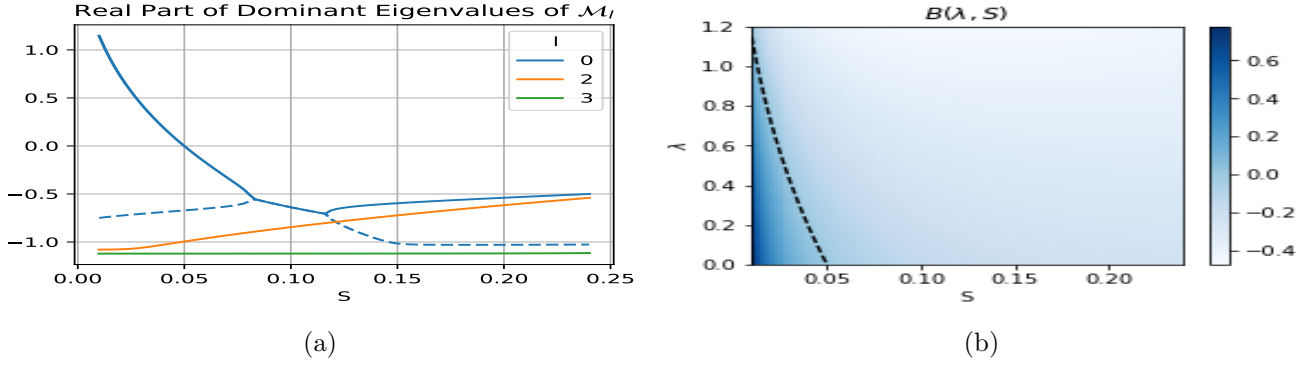 Real Part of Dominant Eigenvalues of ℳ_l
1.0
0.5
0.0
−0.5
−1.0
0.00 0.05 0.10 0.15 0.20 0.25
S
l
0
2
3
(a)
B(λ, S)
1.2
1.0
0.8
0.6
0.4
0.2
0.0
λ
0.05 0.10 0.15 0.20
S
0.6
0.4
0.2
0.0
−0.2
−0.4
(b)